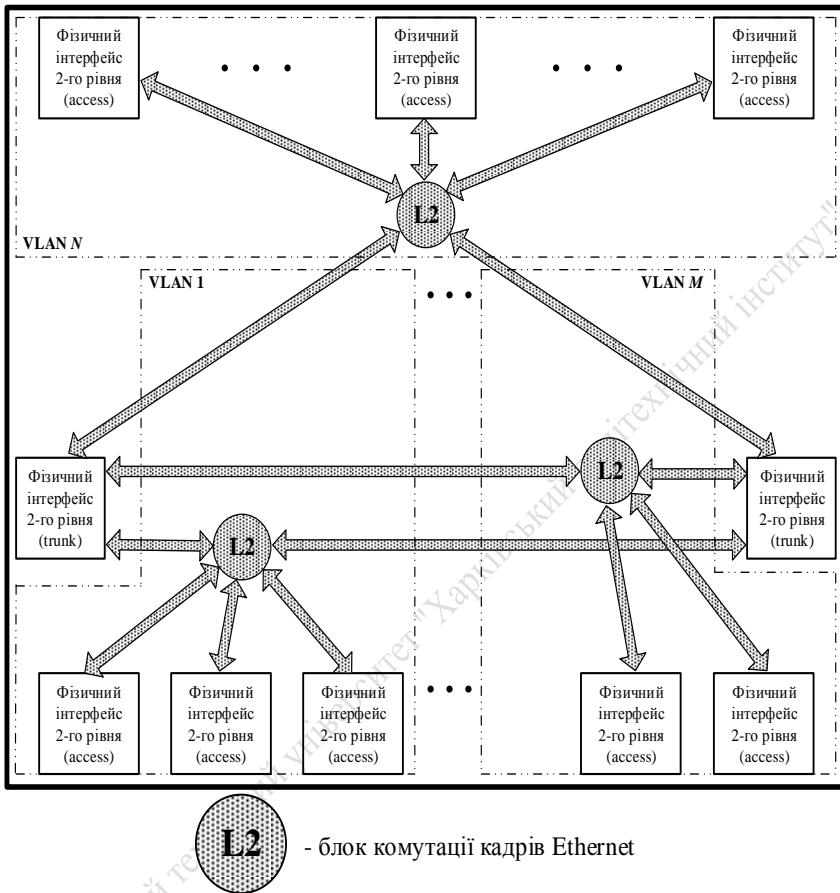 Фізичний
інтерфейс
2-го рівня
(access)
Фізичний
інтерфейс
2-го рівня
(access)
Фізичний
інтерфейс
2-го рівня
(access)
L2
VLAN N
VLAN 1
VLAN M
Фізичний
інтерфейс
2-го рівня
(trunk)
L2
Фізичний
інтерфейс
2-го рівня
(trunk)
L2
Фізичний
інтерфейс
2-го рівня
(access)
Фізичний
інтерфейс
2-го рівня
(access)
Фізичний
інтерфейс
2-го рівня
(access)
Фізичний
інтерфейс
2-го рівня
(access)
Фізичний
інтерфейс
2-го рівня
(access)
L2 - блок комутації кадрів Ethernet
університет "Харківський інститут"